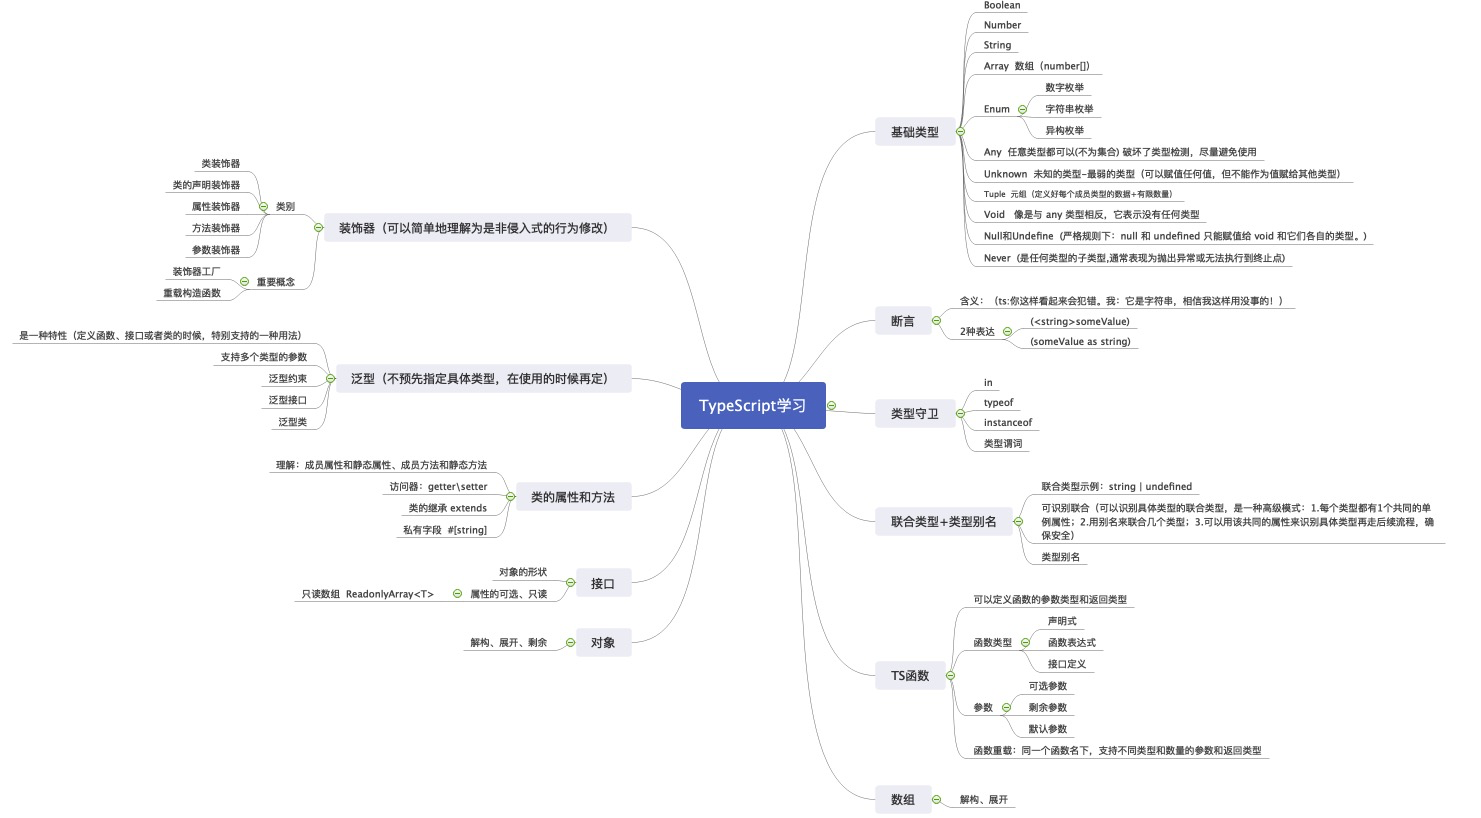 TypeScript学习
基础类型
Boolean
Number
String
Array 数组（number[]）
Enum
数字枚举
字符串枚举
异构枚举
Any 任意类型都可以(不为集合) 破坏了类型检测，尽量避免使用
Unknown 未知的类型-最弱的类型（可以赋值任何值，但不能作为值赋给其他类型）
Tuple 元组（定义好每个成员类型的数据+有限数量）
Void 像是与 any 类型相反，它表示没有任何类型
Null和Undefine（严格规则下：null 和 undefined 只能赋值给 void 和它们各自的类型。）
Never（是任何类型的子类型,通常表现为抛出异常或无法执行到终止点）
断言
含义：（ts:你这样看起来会犯错。我：它是字符串，相信我这样用没事的！）
2种表达
(<string>someValue)
(someValue as string)
类型守卫
in
typeof
instanceof
类型谓词
联合类型+类型别名
联合类型示例：string | undefined
可识别联合（可以识别具体类型的联合类型，是一种高级模式：1.每个类型都有1个共同的单
例属性；2.用别名来联合几个类型；3.可以用该共同的属性来识别具体类型再走后续流程，确
保安全）
类型别名
TS函数
可以定义函数的参数类型和返回类型
函数类型
声明式
函数表达式
接口定义
参数
可选参数
剩余参数
默认参数
函数重载：同一个函数名下，支持不同类型和数量的参数和返回类型
数组
解构、展开
装饰器（可以简单地理解为是非侵入式的行为修改）
类别
类装饰器
类的声明装饰器
属性装饰器
方法装饰器
参数装饰器
重要概念
装饰器工厂
重载构造函数
泛型（不预先指定具体类型，在使用的时候再定）
是一种特性（定义函数、接口或者类的时候，特别支持的一种用法）
支持多个类型的参数
泛型约束
泛型接口
泛型类
类的属性和方法
理解：成员属性和静态属性、成员方法和静态方法
访问器：getter\setter
类的继承 extends
私有字段 #[string]
接口
对象的形状
属性的可选、只读
只读数组 ReadonlyArray<T>
对象
解构、展开、剩余